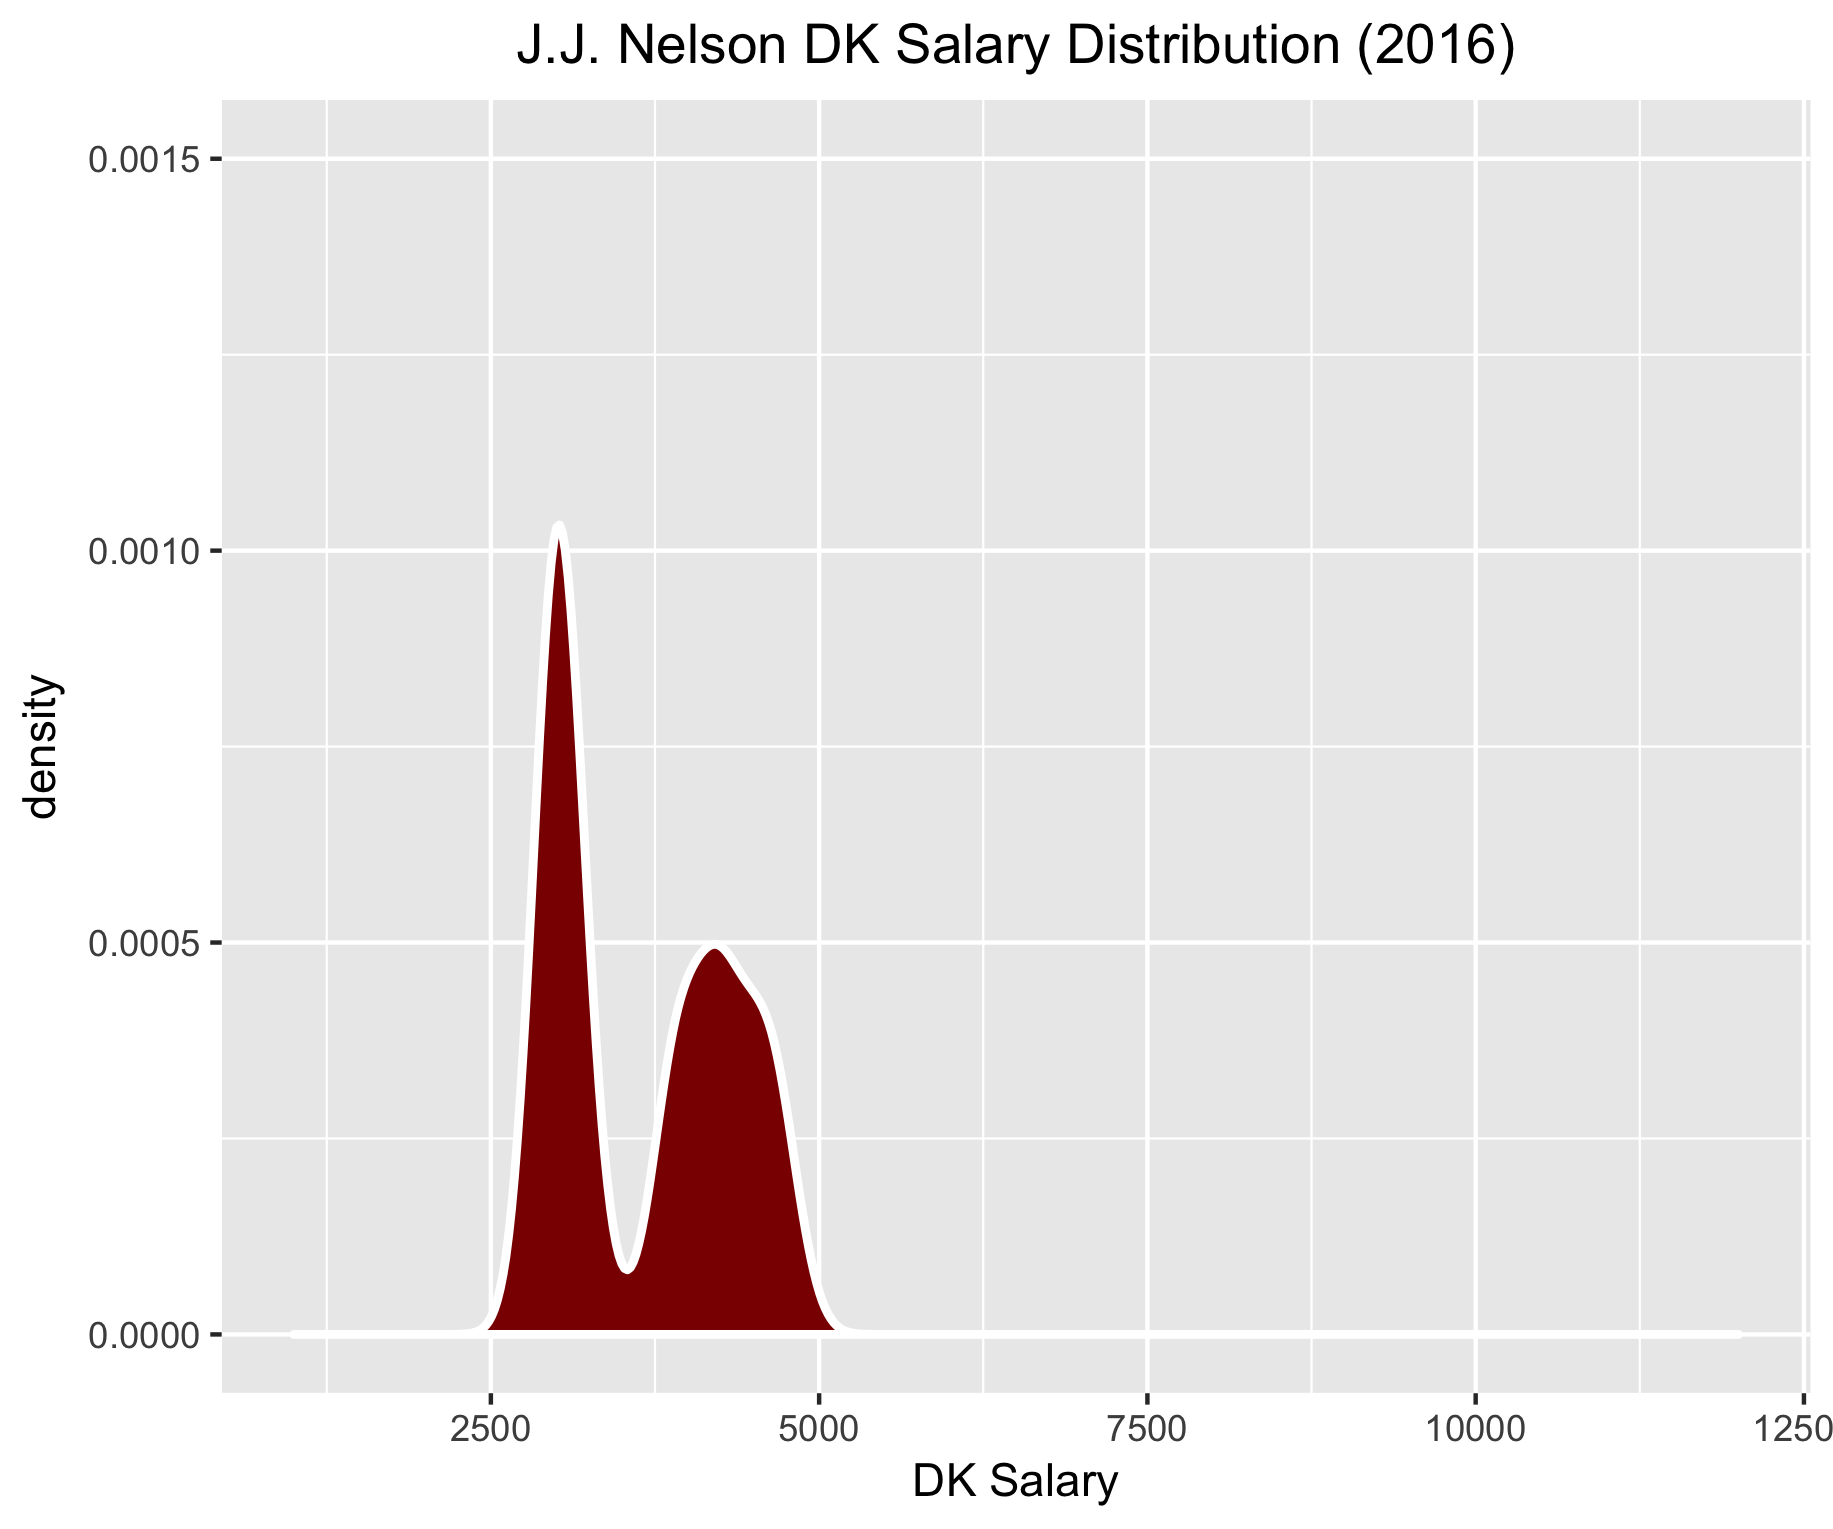 J.J. Nelson DK Salary Distribution (2016)
0.0015
0.0010
0.0005
0.0000
density
2500 5000 7500 10000 1250
DK Salary